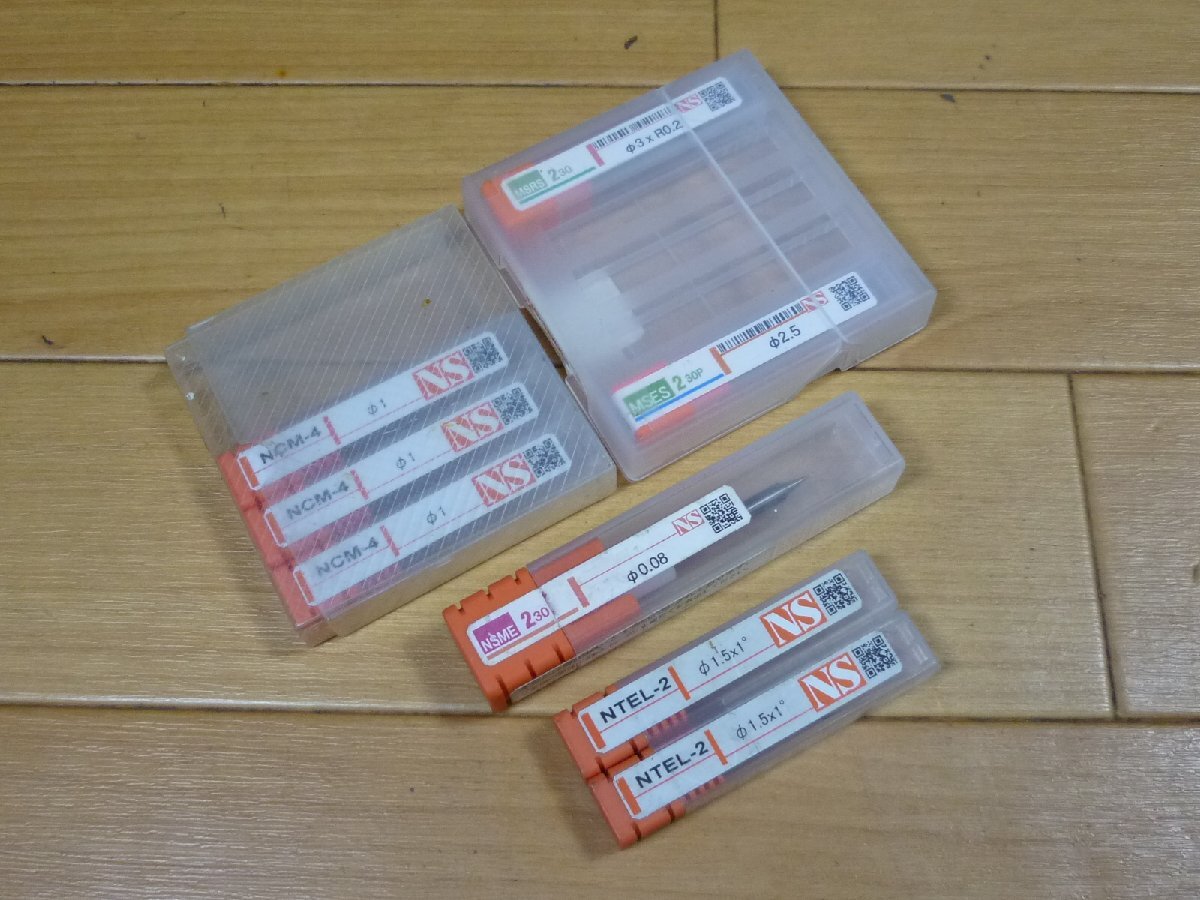 MSRS 230
φ3×R0.2
NS
MSES 230P
φ2.5
NS
NCM-4
φ1
NS
NCM-4
φ1
NS
NCM-4
φ1
NS
NSME 230
φ0.08
NS
NTEL-2
φ1.5x1°
NS
NTEL-2
φ1.5x1°
NS